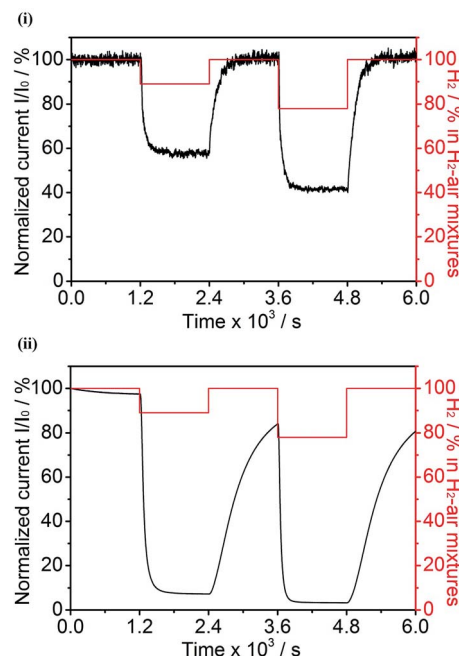 (i)
Normalized current I/I₀ / %
100
80
60
40
20
0
0.0 1.2 2.4 3.6 4.8 6.0
Time x 10³ / s
100
80
60
40
20
0
H₂ / % in H₂-air mixtures
(ii)
Normalized current I/I₀ / %
100
80
60
40
20
0
0.0 1.2 2.4 3.6 4.8 6.0
Time x 10³ / s
100
80
60
40
20
0
H₂ / % in H₂-air mixtures